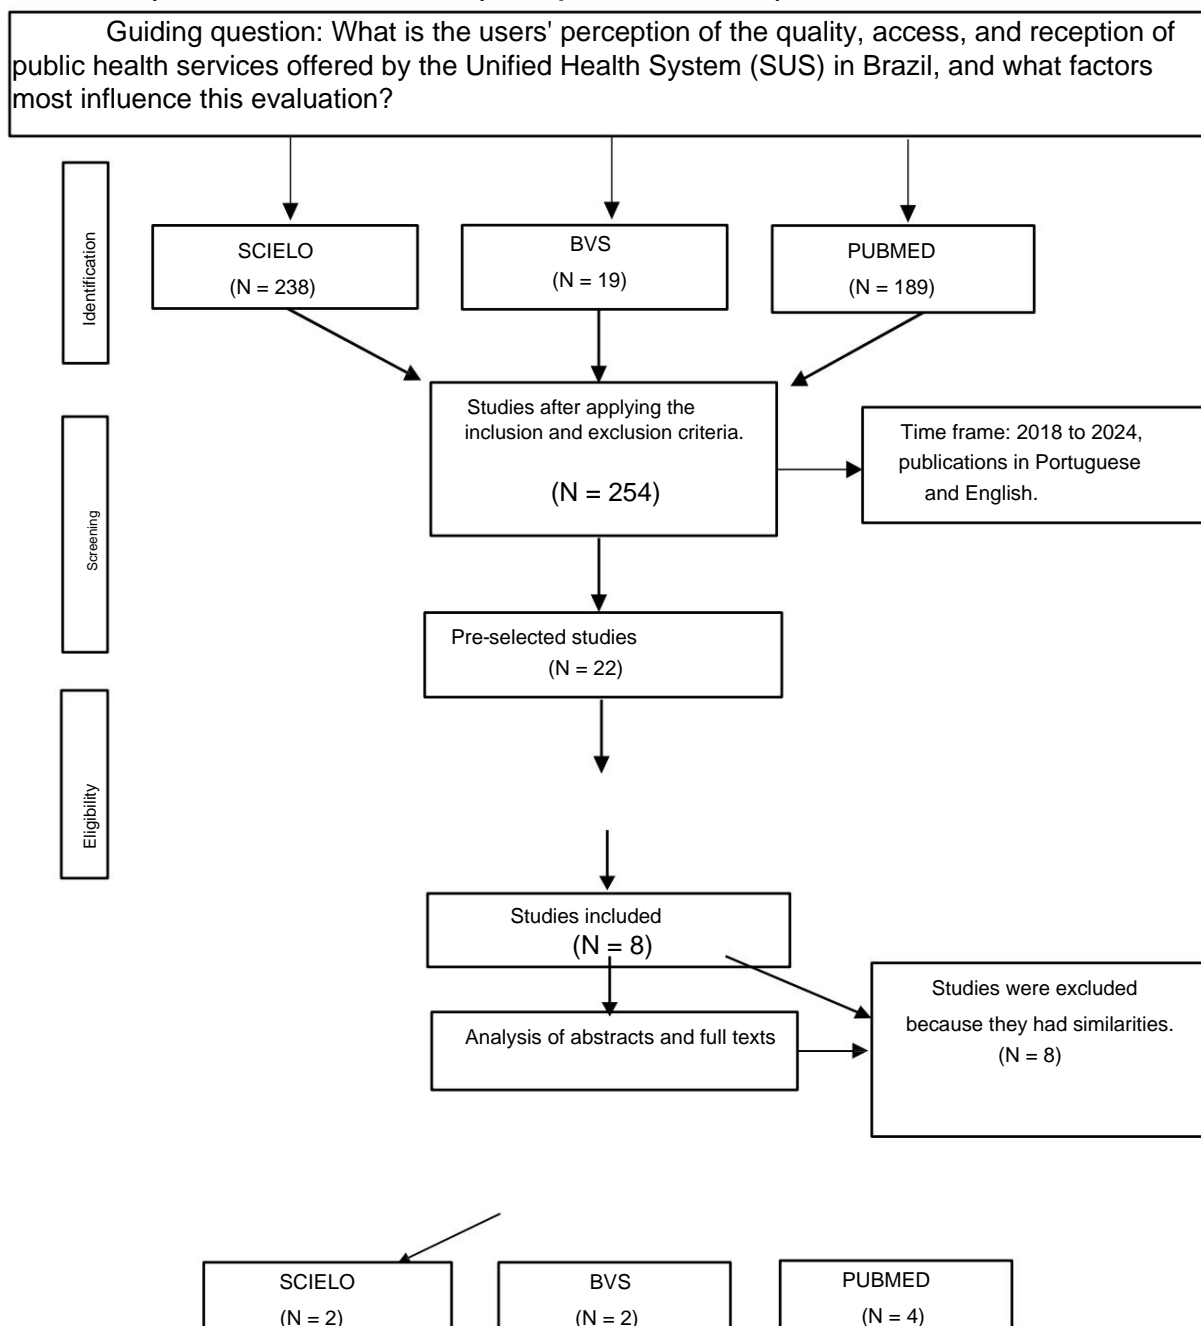 Guiding question: What is the users' perception of the quality, access, and reception of
public health services offered by the Unified Health System (SUS) in Brazil, and what factors
most influence this evaluation?
Identification
SCIELO
(N = 238)
BVS
(N = 19)
PUBMED
(N = 189)
Screening
Studies after applying the
inclusion and exclusion criteria.
(N = 254)
Time frame: 2018 to 2024,
publications in Portuguese
and English.
Pre-selected studies
(N = 22)
Eligibility
Studies included
(N = 8)
Analysis of abstracts and full texts
Studies were excluded
because they had similarities.
(N = 8)
SCIELO
(N = 2)
BVS
(N = 2)
PUBMED
(N = 4)